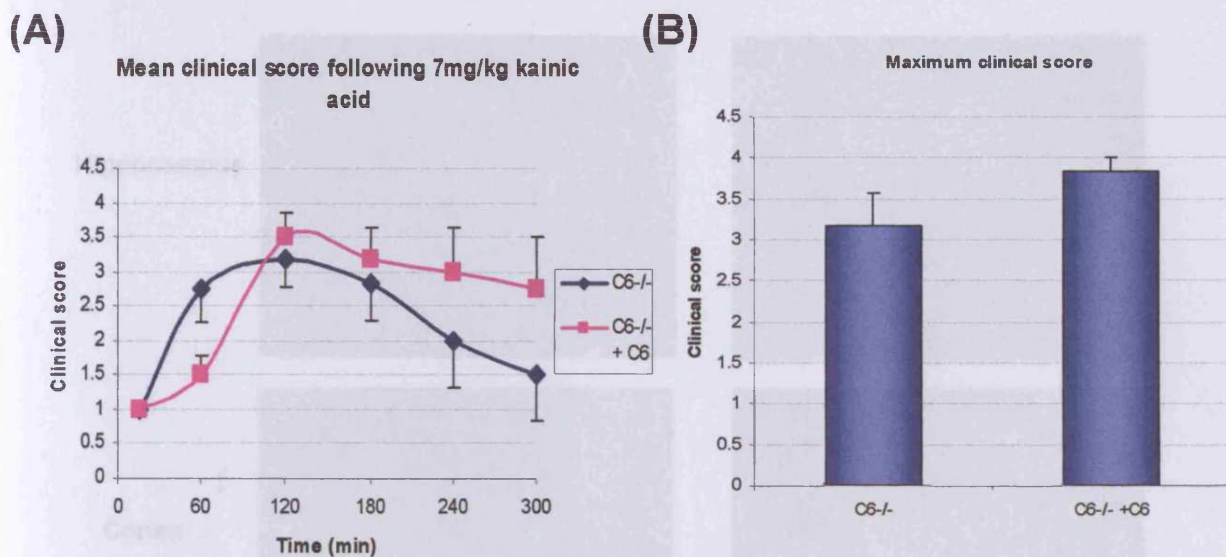 (A)
Mean clinical score following 7mg/kg kainic
acid
Clinical score
4.5
4
3.5
3
2.5
2
1.5
1
0.5
0
0 60 120 180 240 300
Time (min)
C6-/-
C6-/-
+ C6
Cortex
(B)
Maximum clinical score
Clinical score
4.5
4
3.5
3
2.5
2
1.5
1
0.5
0
C6-/- C6-/- +C6